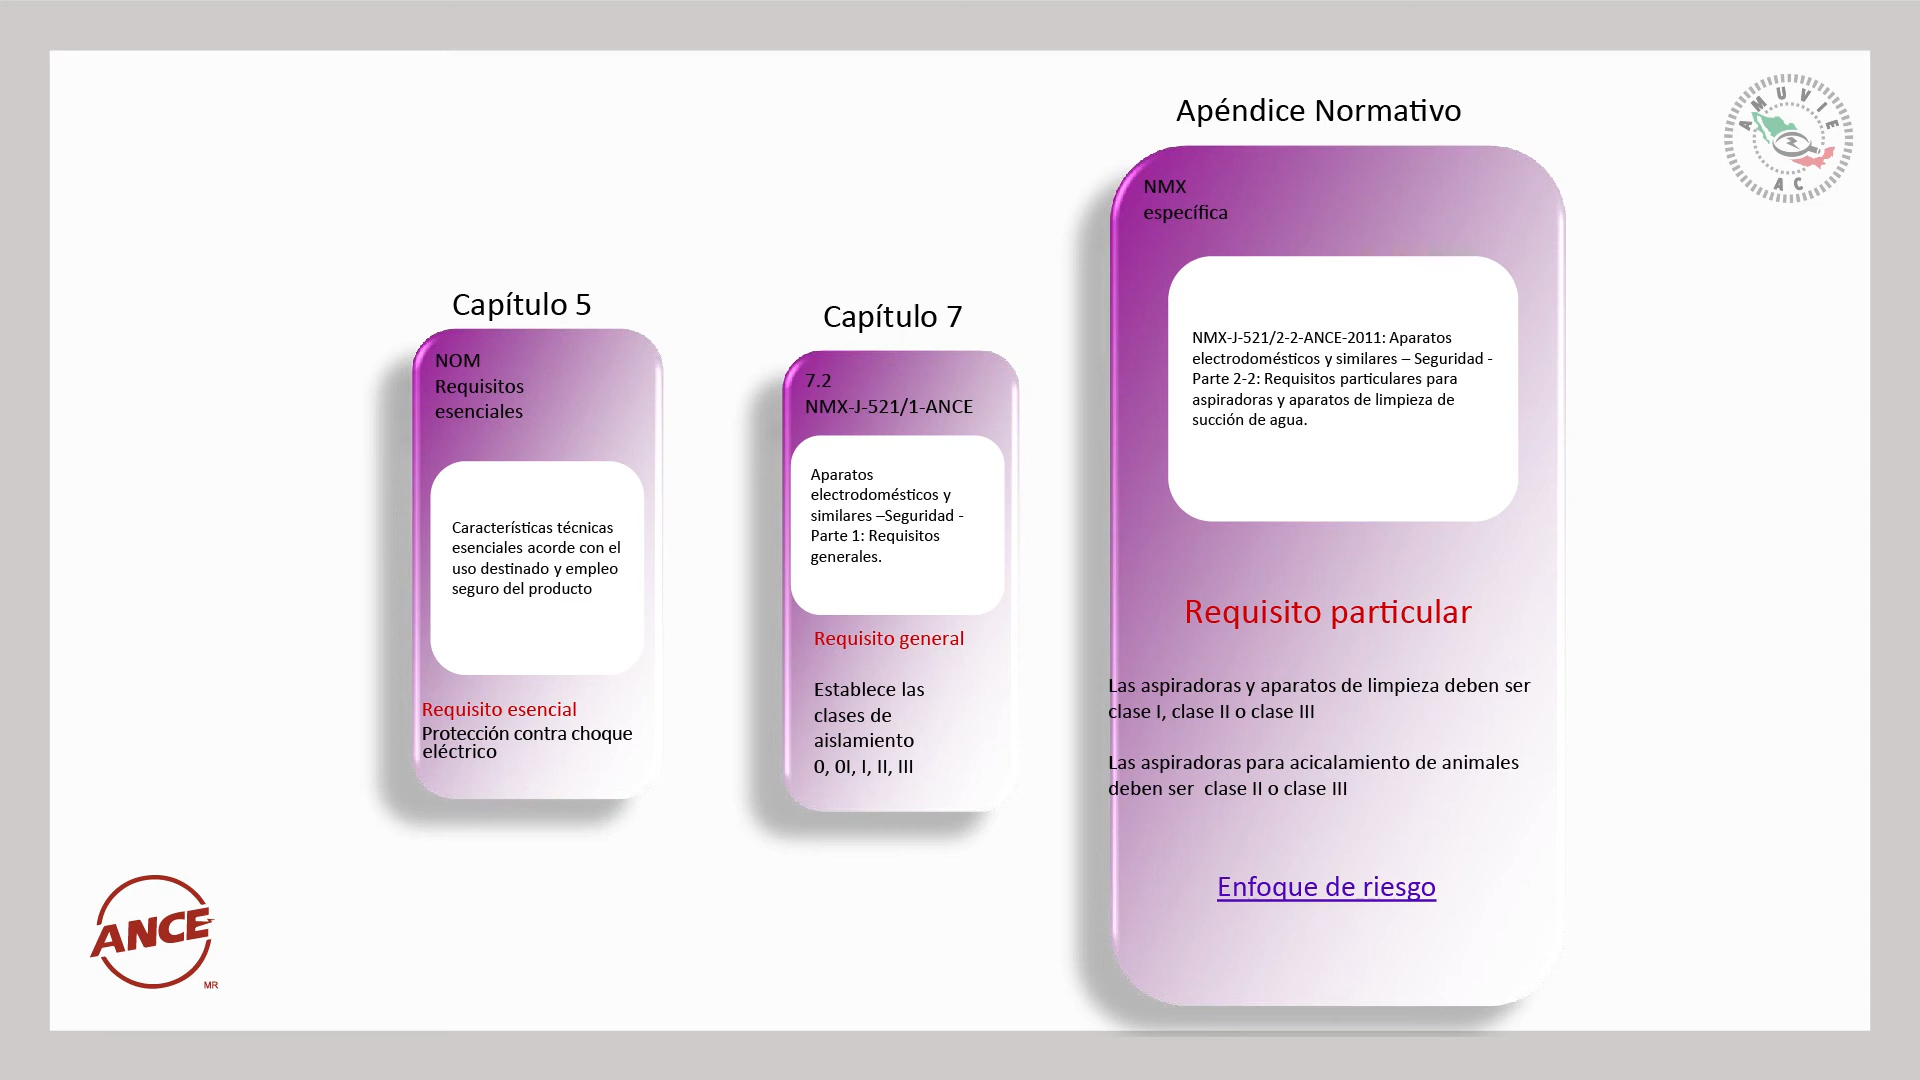 Apéndice Normativo
AMUVIE
AC
NMX
específica
NMX-J-521/2-2-ANCE-2011: Aparatos
electrodomésticos y similares – Seguridad -
Parte 2-2: Requisitos particulares para
aspiradoras y aparatos de limpieza de
succión de agua.
Requisito particular
Las aspiradoras y aparatos de limpieza deben ser
clase I, clase II o clase III
Las aspiradoras para acicalamiento de animales
deben ser  clase II o clase III
Enfoque de riesgo
Capítulo 5
NOM
Requisitos
esenciales
Características técnicas
esenciales acorde con el
uso destinado y empleo
seguro del producto
Requisito esencial
Protección contra choque
eléctrico
Capítulo 7
7.2
NMX-J-521/1-ANCE
Aparatos
electrodomésticos y
similares –Seguridad -
Parte 1: Requisitos
generales.
Requisito general
Establece las
clases de
aislamiento
0, 0I, I, II, III
ANCE
MR